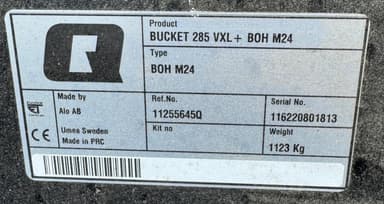 Product
BUCKET 285 VXL+ BOH M24
Type
BOH M24
Made by
Alo AB
Umea Sweden
Made in PRC
Ref.No.
11255645Q
Kit no
Serial No.
116220801813
Weight
1123 Kg
CE